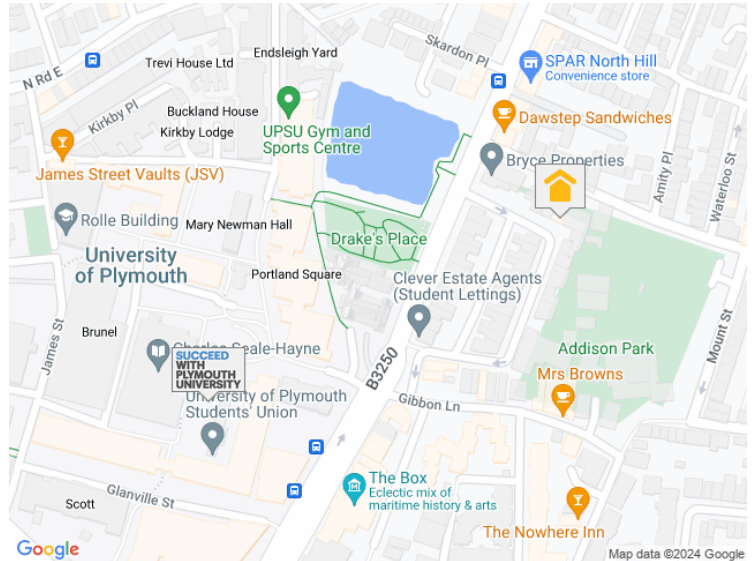 Endsleigh Yard
Skardon Pl
N Rd E
Trevi House Ltd
SPAR North Hill
Convenience store
Buckland House
Kirkby Pl
Kirkby Lodge
UPSU Gym and
Sports Centre
Dawstep Sandwiches
Bryce Properties
Amity Pl
Waterloo St
James Street Vaults (JSV)
Rolle Building
Mary Newman Hall
Drake's Place
University
of Plymouth
Portland Square
Clever Estate Agents
(Student Lettings)
Brunel
James St
B3250
Addison Park
Mount St
Charles Seale-Hayne
SUCCEED
WITH
PLYMOUTH
UNIVERSITY
Mrs Browns
Gibbon Ln
University of Plymouth
Students' Union
The Box
Eclectic mix of
maritime history & arts
Scott
Glanville St
The Nowhere Inn
Google
Map data ©2024 Google